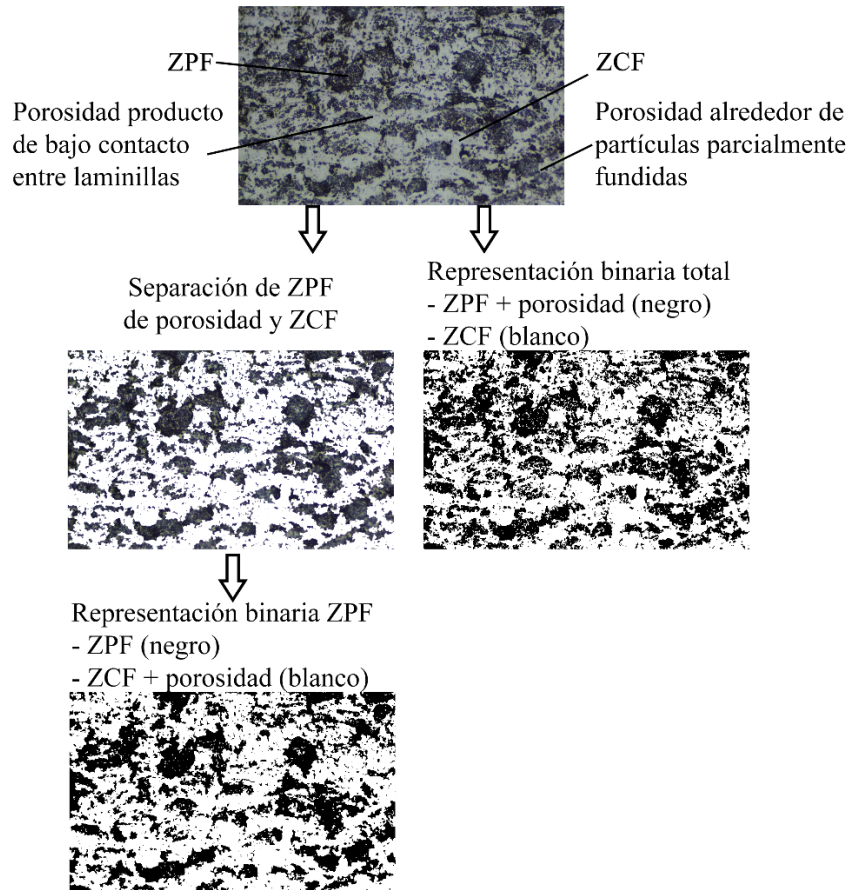 ZPF
ZCF
Porosidad producto
de bajo contacto
entre laminillas
Porosidad alrededor de
partículas parcialmente
fundidas
Separación de ZPF
de porosidad y ZCF
Representación binaria total
- ZPF + porosidad (negro)
- ZCF (blanco)
Representación binaria ZPF
- ZPF (negro)
- ZCF + porosidad (blanco)